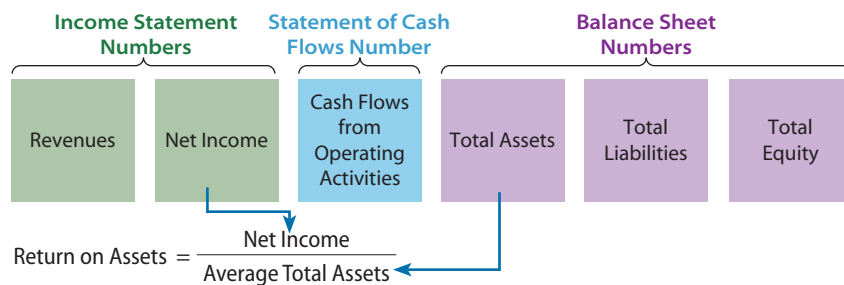 Income Statement
Numbers
Statement of Cash
Flows Number
Balance Sheet
Numbers
Revenues
Net Income
Cash Flows
from
Operating
Activities
Total Assets
Total
Liabilities
Total
Equity
Return on Assets =
Net Income
Average Total Assets